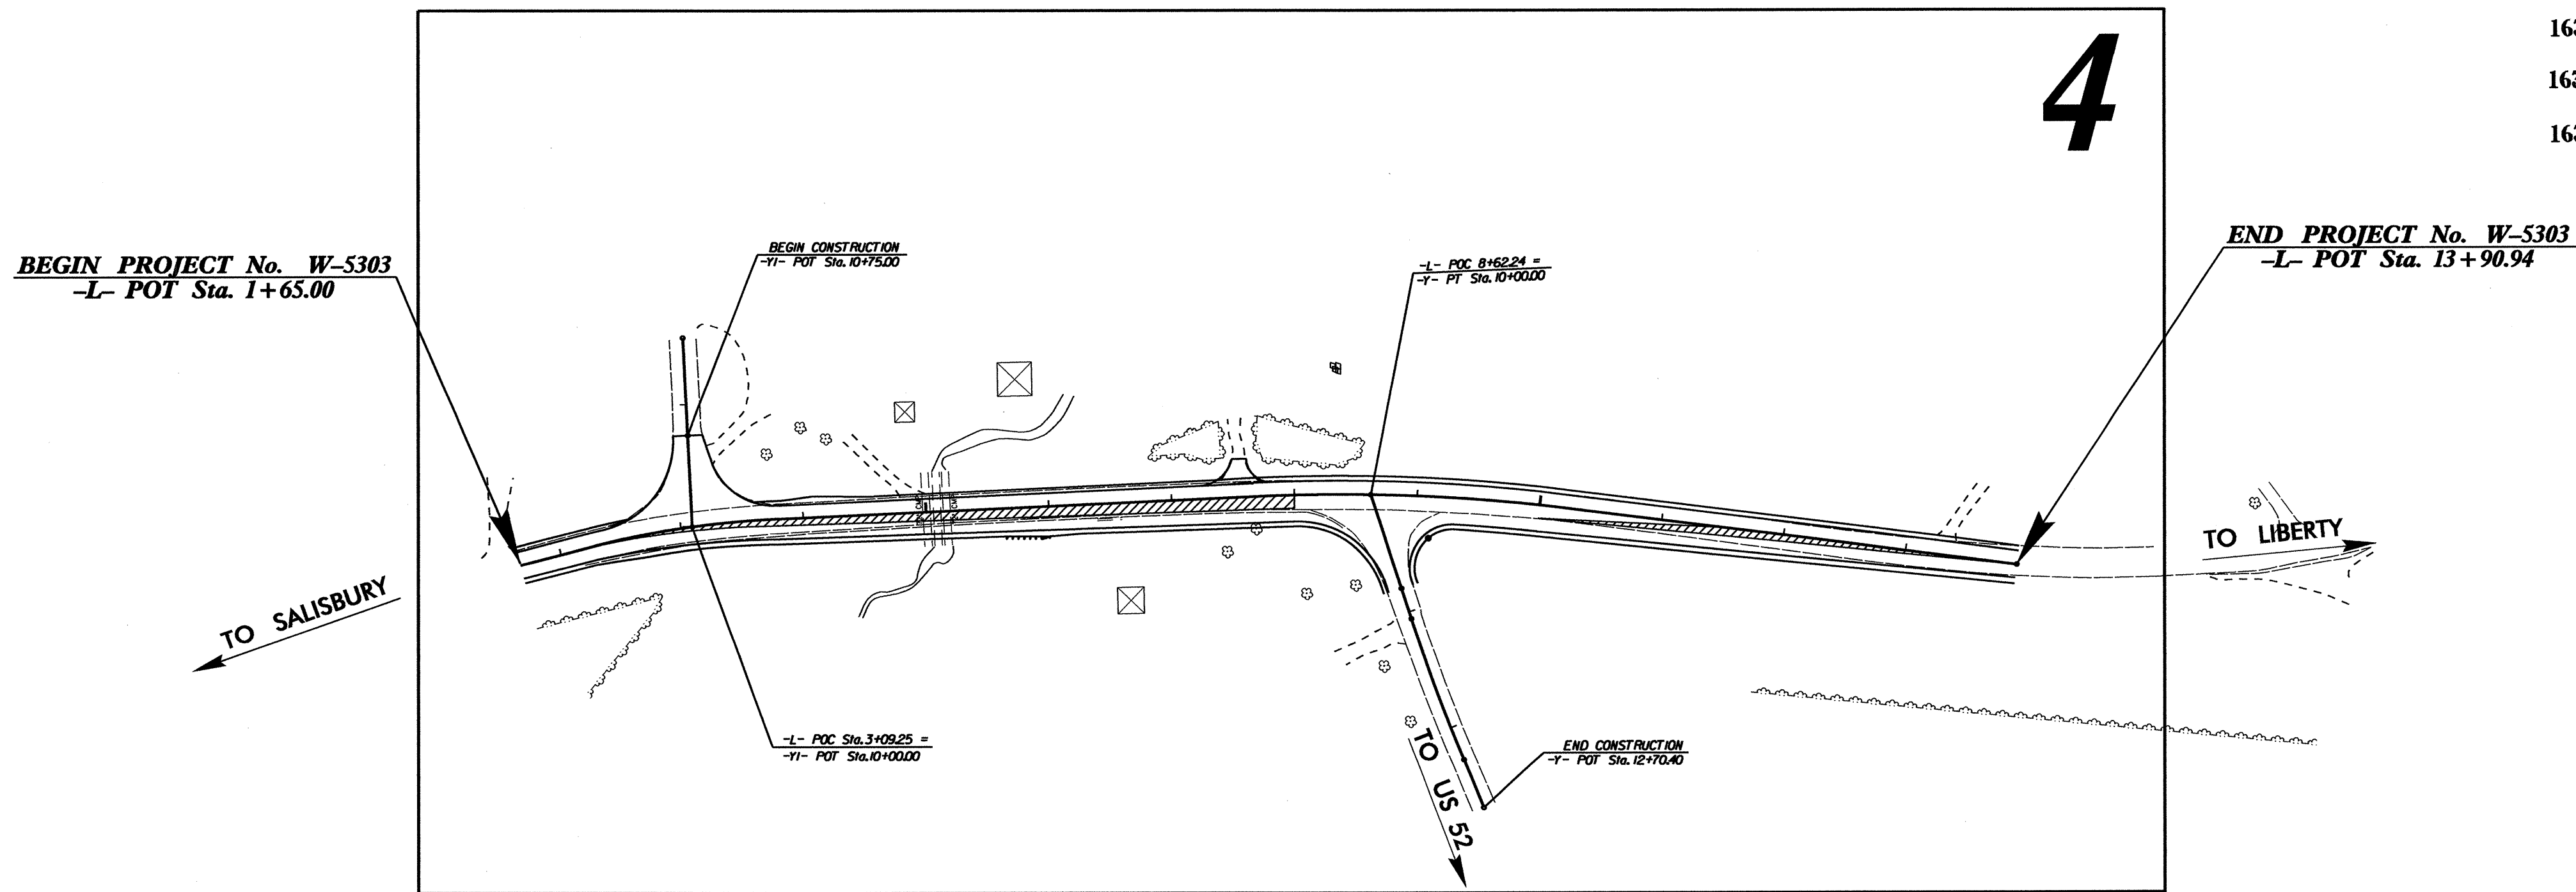 4
BEGIN PROJECT No. W-5303
-L- POT Sta. 1+65.00
BEGIN CONSTRUCTION
-Y1- POT Sta. 10+75.00
-L- POC 8+62.24 =
-Y- PT Sta. 10+00.00
END PROJECT No. W-5303
-L- POT Sta. 13+90.94
TO SALISBURY
TO LIBERTY
-L- POC Sta. 3+09.25 =
-Y1- POT Sta. 10+00.00
END CONSTRUCTION
-Y- POT Sta. 12+70.40
TO US 52